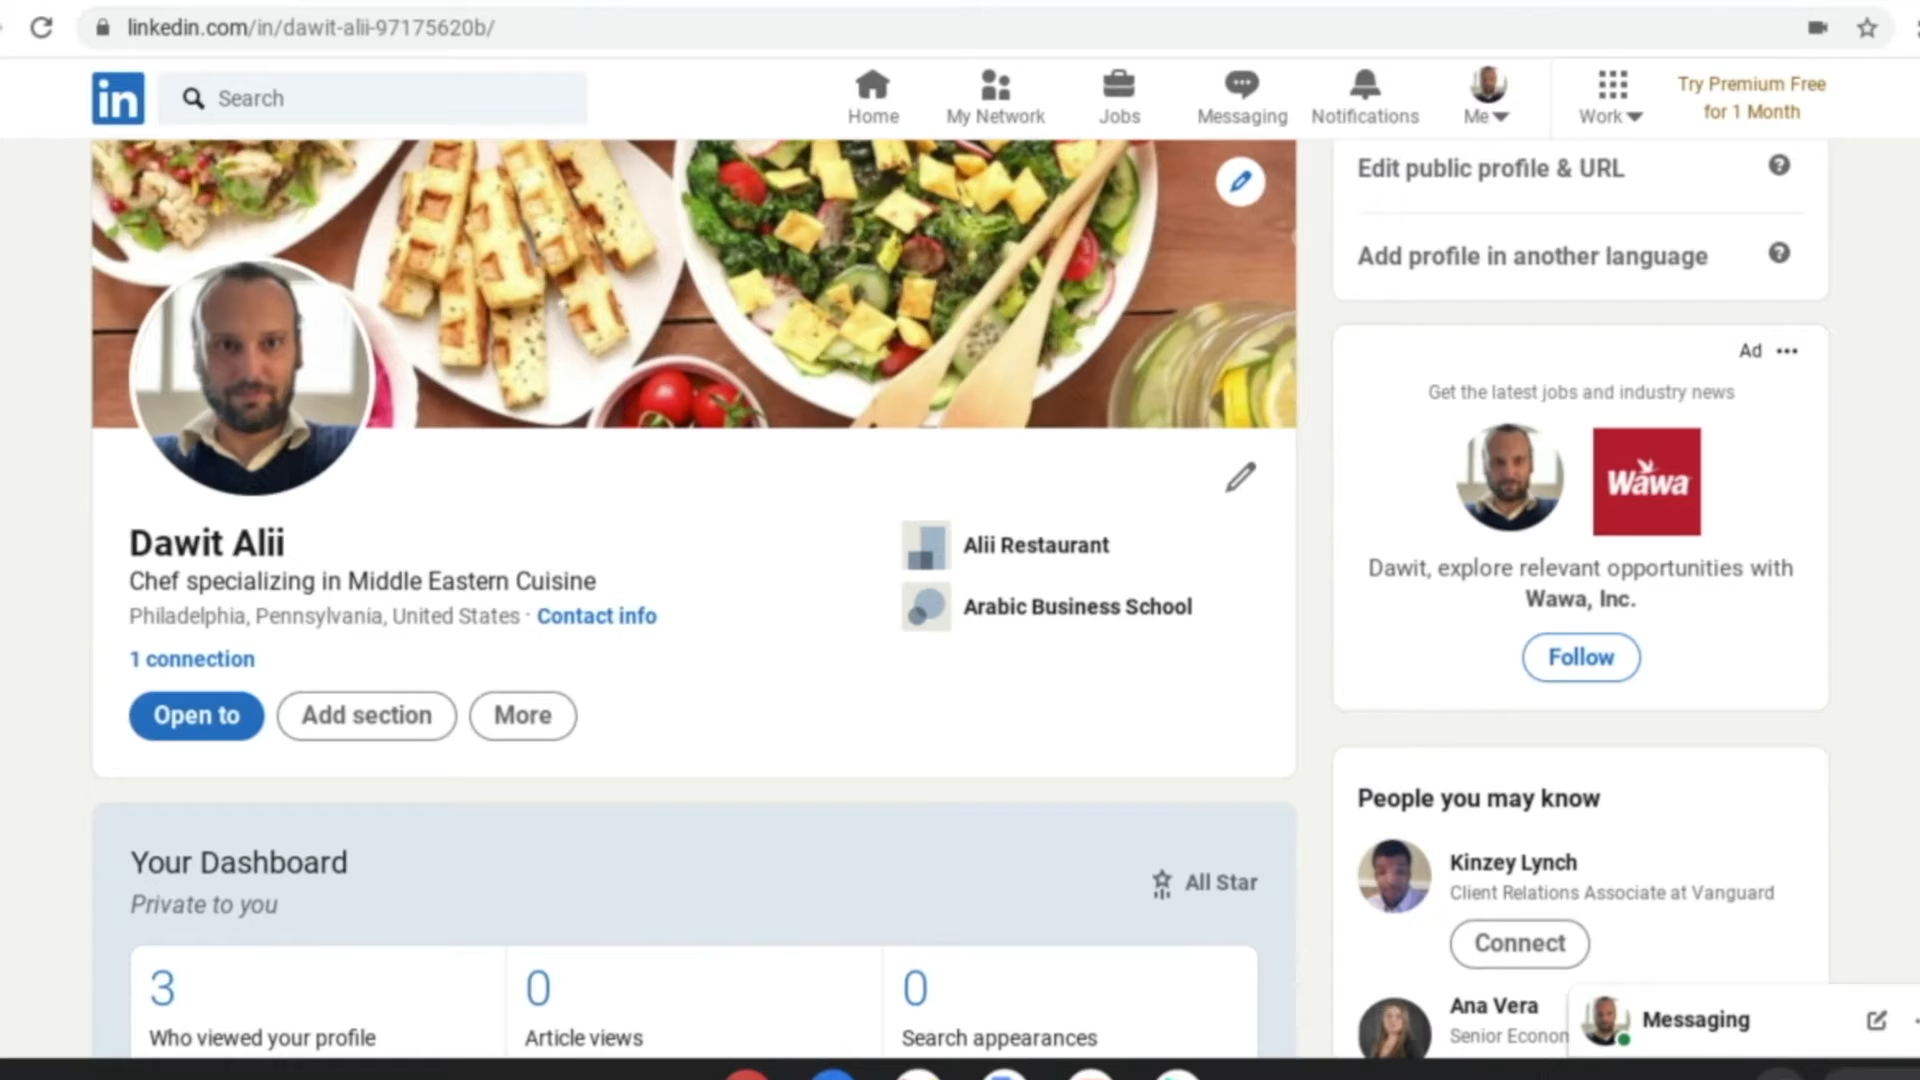 linkedin.com/in/dawit-alii-97175620b/
in
Search
Home
My Network
Jobs
Messaging
Notifications
Me
Work
Try Premium Free
for 1 Month
Edit public profile & URL
Add profile in another language
Dawit Alii
Chef specializing in Middle Eastern Cuisine
Philadelphia, Pennsylvania, United States · Contact info
1 connection
Open to
Add section
More
Alii Restaurant
Arabic Business School
Ad
Get the latest jobs and industry news
Wawa
Dawit, explore relevant opportunities with
Wawa, Inc.
Follow
Your Dashboard
Private to you
All Star
3
Who viewed your profile
0
Article views
0
Search appearances
People you may know
Kinzey Lynch
Client Relations Associate at Vanguard
Connect
Ana Vera
Senior Econom
Messaging